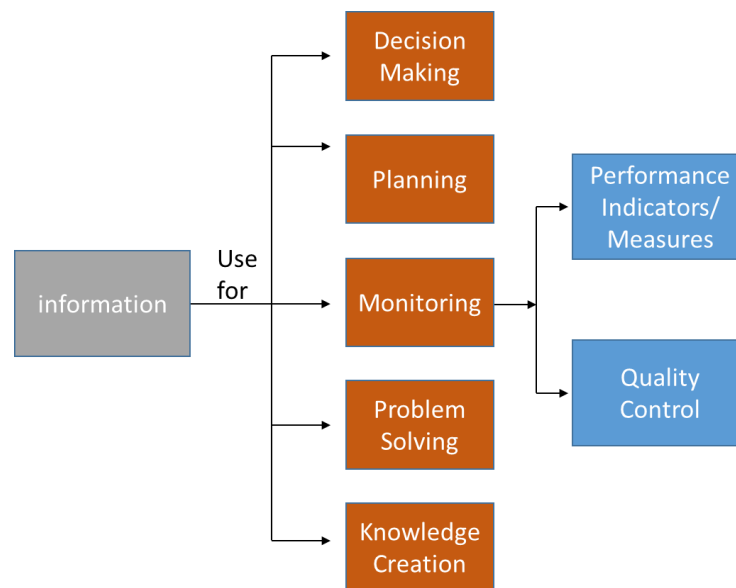 information
Use
for
Decision
Making
Planning
Monitoring
Problem
Solving
Knowledge
Creation
Performance
Indicators/
Measures
Quality
Control